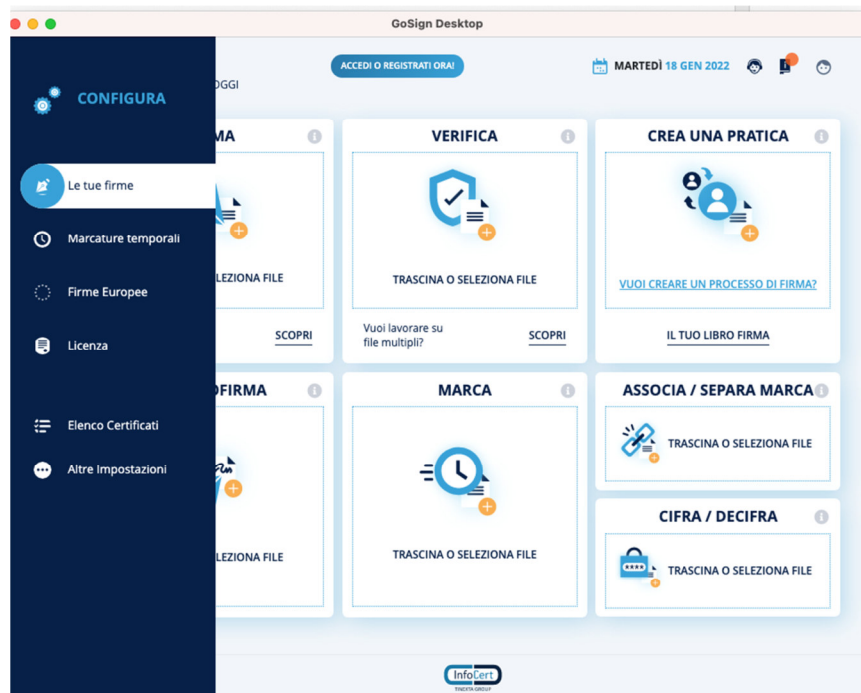 GoSign Desktop
CONFIGURA
Le tue firme
Marcature temporali
Firme Europee
Licenza
Elenco Certificati
Altre Impostazioni
OGGI
ACCEDI O REGISTRATI ORA!
MARTEDÌ 18 GEN 2022
MA
LEZIONA FILE
SCOPRI
VERIFICA
TRASCINA O SELEZIONA FILE
Vuoi lavorare su
file multipli?
SCOPRI
CREA UNA PRATICA
VUOI CREARE UN PROCESSO DI FIRMA?
IL TUO LIBRO FIRMA
OFIRMA
LEZIONA FILE
MARCA
TRASCINA O SELEZIONA FILE
ASSOCIA / SEPARA MARCA
TRASCINA O SELEZIONA FILE
CIFRA / DECIFRA
****
TRASCINA O SELEZIONA FILE
InfoCert
TINEXTA GROUP